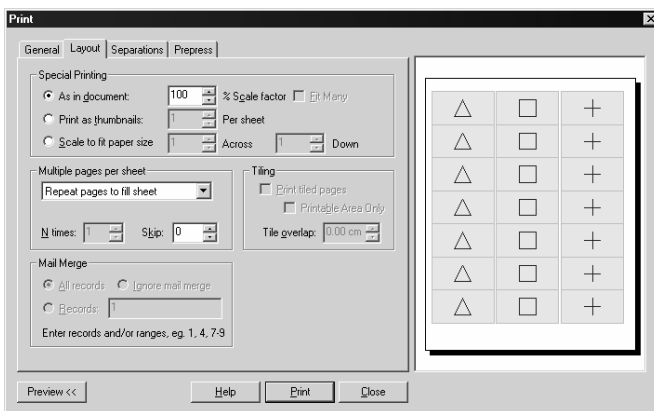 Print
General Layout Separations Prepress
Special Printing
As in document: 100 % Scale factor Fit Many
Print as thumbnails: 1 Per sheet
Scale to fit paper size 1 Across 1 Down
Multiple pages per sheet
Repeat pages to fill sheet
N times: 1 Skip: 0
Tiling
Print tiled pages
Printable Area Only
Tile overlap: 0.00 cm
Mail Merge
All records Ignore mail merge
Records: 1
Enter records and/or ranges, eg. 1, 4, 7-9
Preview << Help Print Close